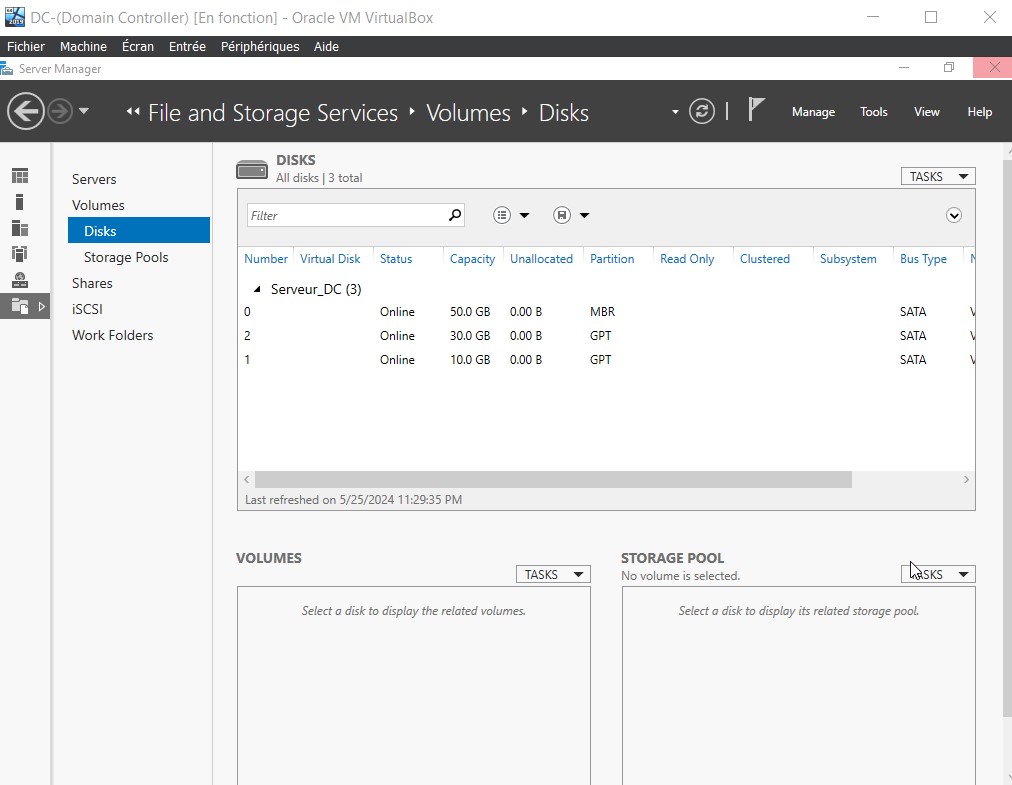 DC-(Domain Controller) [En fonction] - Oracle VM VirtualBox
Fichier Machine Écran Entrée Périphériques Aide
Server Manager
File and Storage Services Volumes Disks
Manage Tools View Help
Servers
Volumes
Disks
Storage Pools
Shares
iSCSI
Work Folders
DISKS
All disks | 3 total
TASKS
Filter
Number Virtual Disk Status Capacity Unallocated Partition Read Only Clustered Subsystem Bus Type
Serveur_DC (3)
0 Online 50.0 GB 0.00 B MBR SATA
2 Online 30.0 GB 0.00 B GPT SATA
1 Online 10.0 GB 0.00 B GPT SATA
Last refreshed on 5/25/2024 11:29:35 PM
VOLUMES
TASKS
Select a disk to display the related volumes.
STORAGE POOL
No volume is selected.
TASKS
Select a disk to display its related storage pool.